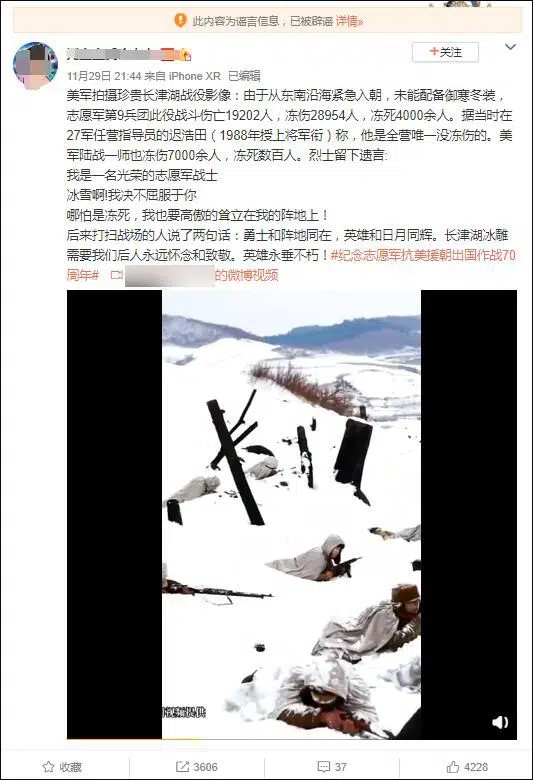 此内容为谣言信息，已被辟谣 详情»
+关注
11月29日 21:44 来自 iPhone XR 已编辑
美军拍摄珍贵长津湖战役影像：由于从东南沿海紧急入朝，未能配备御寒冬装，
志愿军第9兵团此役战斗伤亡19202人，冻伤28954人，冻死4000余人。据当时在
27军任营指导员的迟浩田（1988年授上将军衔）称，他是全营唯一没冻伤的。美
军陆战一师也冻伤7000余人，冻死数百人。烈士留下遗言:
我是一名光荣的志愿军战士
冰雪啊!我决不屈服于你
哪怕是冻死，我也要高傲的耸立在我的阵地上！
后来打扫战场的人说了两句话：勇士和阵地同在，英雄和日月同辉。长津湖冰雕
需要我们后人永远怀念和致敬。英雄永垂不朽！#纪念志愿军抗美援朝出国作战70
周年# 的微博视频
视频提供
收藏 3606 37 4228